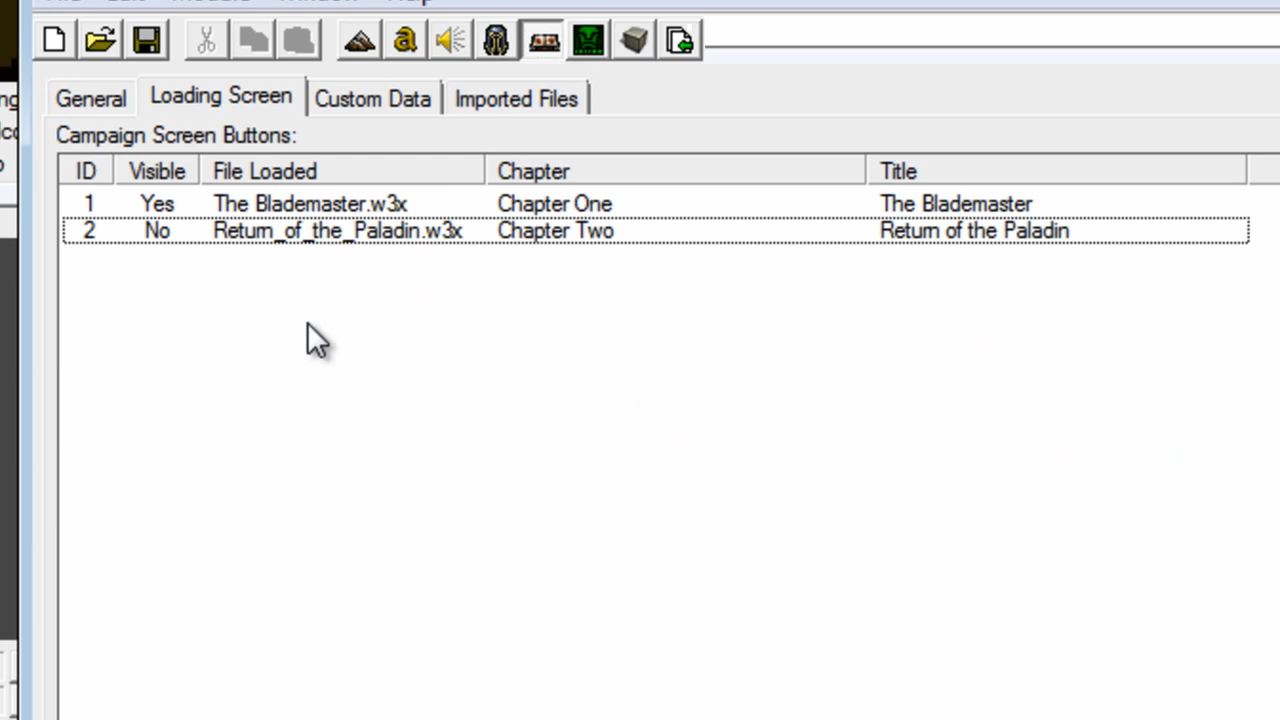 General Loading Screen Custom Data Imported Files
Campaign Screen Buttons:
ID Visible File Loaded Chapter Title
1 Yes The Blademaster.w3x Chapter One The Blademaster
2 No Return_of_the_Paladin.w3x Chapter Two Return of the Paladin